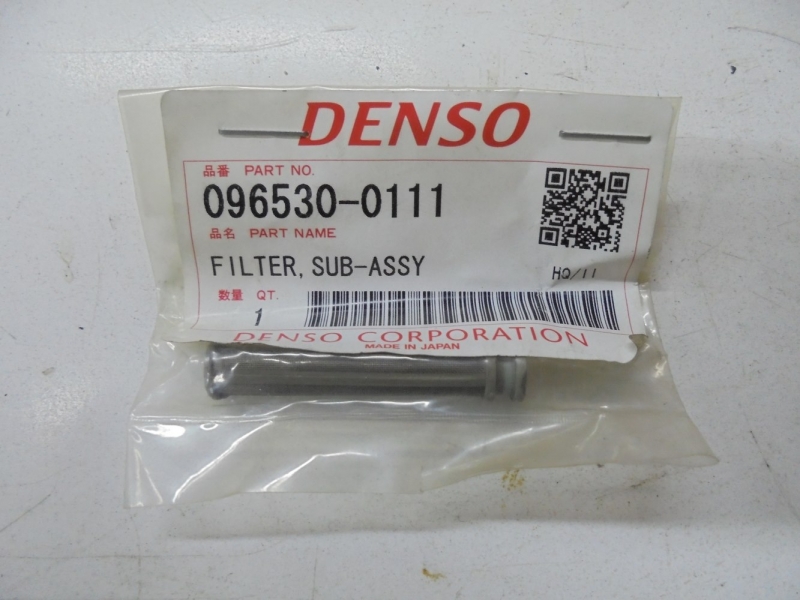 DENSO
品番 PART NO.
096530-0111
品名 PART NAME
FILTER, SUB-ASSY
数量 QT.
1
DENSO CORPORATION
MADE IN JAPAN